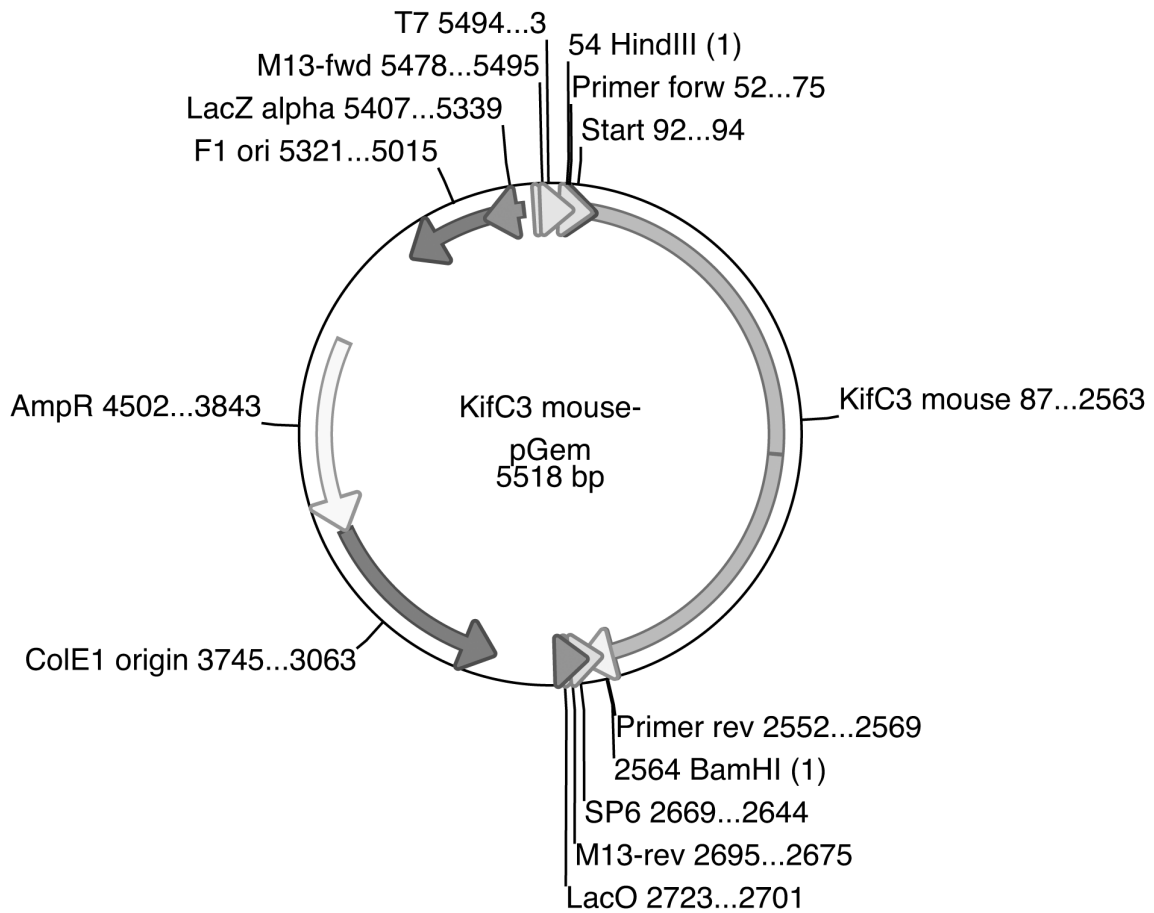 T7 5494...3
54 HindIII (1)
M13-fwd 5478...5495
Primer forw 52...75
LacZ alpha 5407...5339
Start 92...94
F1 ori 5321...5015
AmpR 4502...3843
KifC3 mouse-
pGem
5518 bp
KifC3 mouse 87...2563
ColE1 origin 3745...3063
Primer rev 2552...2569
2564 BamHI (1)
SP6 2669...2644
M13-rev 2695...2675
LacO 2723...2701